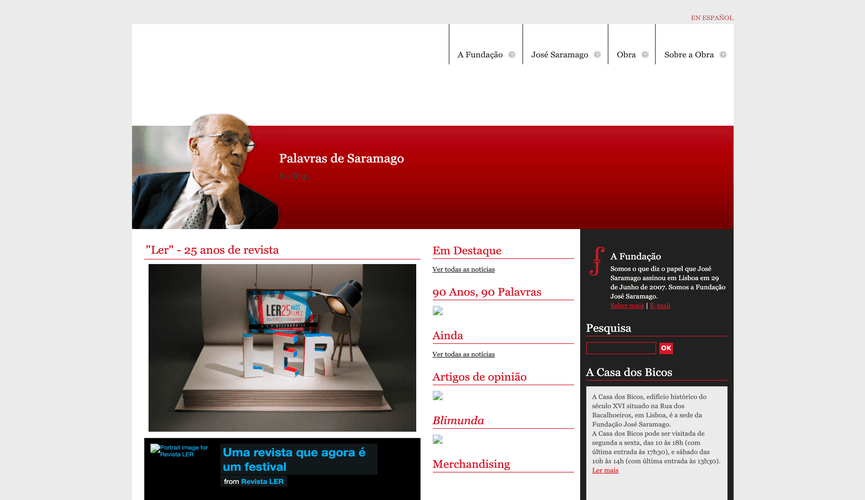 EN ESPAÑOL
A Fundação
José Saramago
Obra
Sobre a Obra
Palavras de Saramago
"Ler" - 25 anos de revista
LER25 ANOS
LER
Portrait image for
Revista LER
Uma revista que agora é
um festival
from Revista LER
Em Destaque
Ver todas as notícias
90 Anos, 90 Palavras
Ainda
Ver todas as notícias
Artigos de opinião
Blimunda
Merchandising
A Fundação
Somos o que diz o papel que José
Saramago assinou em Lisboa em 29
de Junho de 2007. Somos a Fundação
José Saramago.
Saber mais | E-mail
Pesquisa
OK
A Casa dos Bicos
A Casa dos Bicos, edifício histórico do
século XVI situado na Rua dos
Bacalhoeiros, em Lisboa, é a sede da
Fundação José Saramago.
A Casa dos Bicos pode ser visitada de
segunda a sexta, das 10 às 18h (com
última entrada às 17h30), e sábado das
10h às 14h (com última entrada às 13h30).
Ler mais